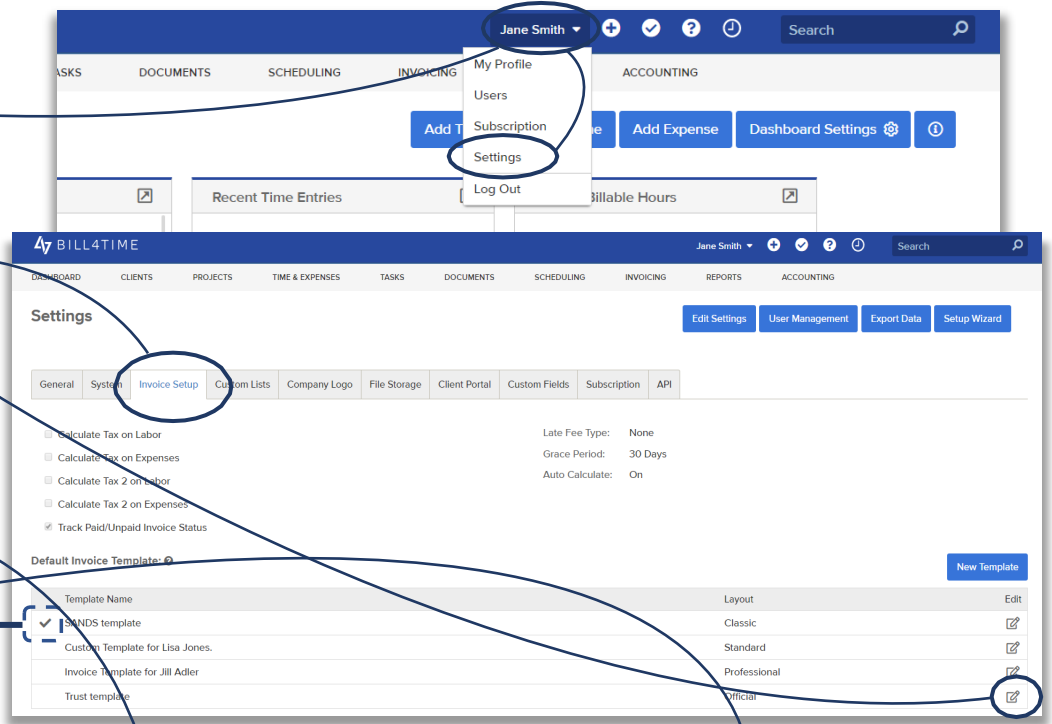 Jane Smith
Search
ASKS DOCUMENTS SCHEDULING INVOICING ACCOUNTING
My Profile
Users
Subscription
Settings
Log Out
Add T
Add Expense
Dashboard Settings
Recent Time Entries
Billable Hours
BILL4TIME
Jane Smith
Search
DASHBOARD CLIENTS PROJECTS TIME & EXPENSES TASKS DOCUMENTS SCHEDULING INVOICING REPORTS ACCOUNTING
Settings
Edit Settings User Management Export Data Setup Wizard
General System Invoice Setup Custom Lists Company Logo File Storage Client Portal Custom Fields Subscription API
Calculate Tax on Labor
Calculate Tax on Expenses
Calculate Tax 2 on Labor
Calculate Tax 2 on Expenses
Track Paid/Unpaid Invoice Status
Late Fee Type: None
Grace Period: 30 Days
Auto Calculate: On
Default Invoice Template:
New Template
Template Name Layout Edit
SANDS template Classic
Custom Template for Lisa Jones. Standard
Invoice Template for Jill Adler Professional
Trust template Official